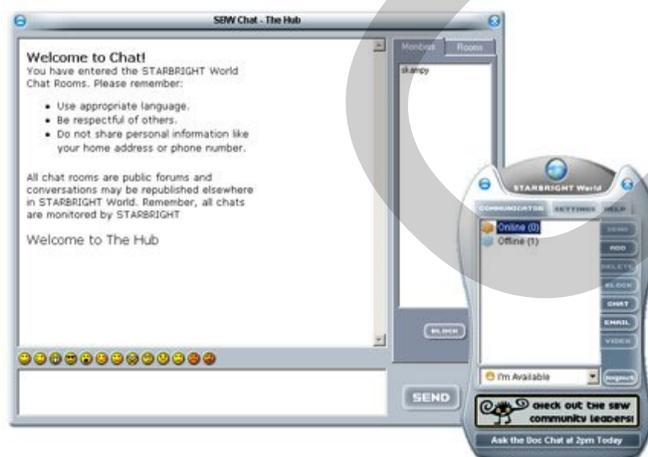 SBW Chat - The Hub
Welcome to Chat!
You have entered the STARBRIGHT World
Chat Rooms. Please remember:
• Use appropriate language.
• Be respectful of others.
• Do not share personal information like
your home address or phone number.
All chat rooms are public forums and
conversations may be republished elsewhere
in STARBRIGHT World. Remember, all chats
are monitored by STARBRIGHT
Welcome to The Hub
Members Rooms
skampy
BLOCK
SEND
STARBRIGHT World
COMMUNICATOR SETTINGS HELP
Online (0)
Offline (1)
SEND
ADD
DELETE
BLOCK
CHAT
EMAIL
VIDEO
I'm Available
logout
CHECK OUT THE SBW
COMMUNITY LEADERS!
Ask the Doc Chat at 2pm Today